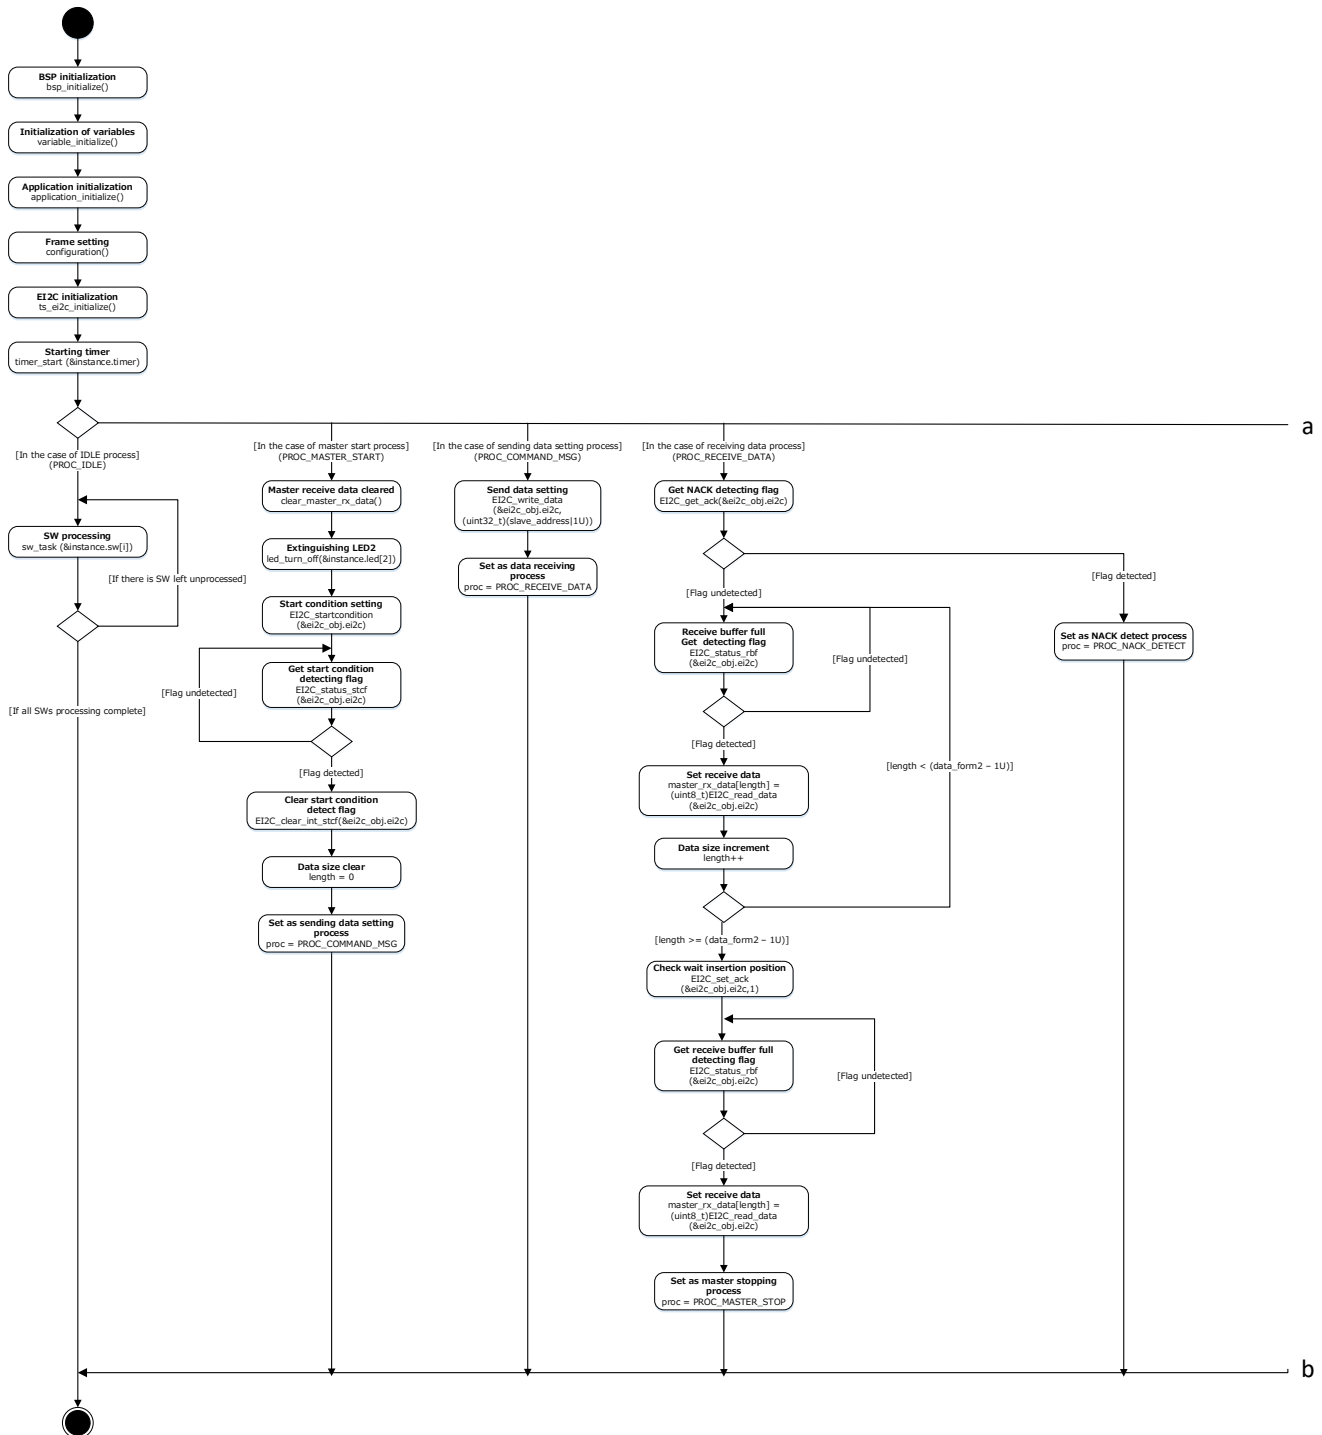 BSP initialization
bsp_initialize()
Initialization of variables
variable_initialize()
Application initialization
application_initialize()
Frame setting
configuration()
EI2C initialization
ts_ei2c_initialize()
Starting timer
timer_start (&instance.timer)
a
[In the case of IDLE process]
(PROC_IDLE)
SW processing
sw_task (&instance.sw[i])
[If there is SW left unprocessed]
[If all SWs processing complete]
[In the case of master start process]
(PROC_MASTER_START)
Master receive data cleared
clear_master_rx_data()
Extinguishing LED2
led_turn_off(&instance.led[2])
Start condition setting
EI2C_startcondition
(&ei2c_obj.ei2c)
Get start condition
detecting flag
EI2C_status_stcf
(&ei2c_obj.ei2c)
[Flag undetected]
[Flag detected]
Clear start condition
detect flag
EI2C_clear_int_stcf(&ei2c_obj.ei2c)
Data size clear
length = 0
Set as sending data setting
process
proc = PROC_COMMAND_MSG
[In the case of sending data setting process]
(PROC_COMMAND_MSG)
Send data setting
EI2C_write_data
(&ei2c_obj.ei2c,
(uint32_t)(slave_address|1U))
Set as data receiving
process
proc = PROC_RECEIVE_DATA
[In the case of receiving data process]
(PROC_RECEIVE_DATA)
Get NACK detecting flag
EI2C_get_ack(&ei2c_obj.ei2c)
[Flag undetected]
Receive buffer full
Get  detecting flag
EI2C_status_rbf
(&ei2c_obj.ei2c)
[Flag undetected]
[Flag detected]
Set receive data
master_rx_data[length] =
(uint8_t)EI2C_read_data
(&ei2c_obj.ei2c)
Data size increment
length++
[length < (data_form2 – 1U)]
[length >= (data_form2 – 1U)]
Check wait insertion position
EI2C_set_ack
(&ei2c_obj.ei2c,1)
Get receive buffer full
detecting flag
EI2C_status_rbf
(&ei2c_obj.ei2c)
[Flag undetected]
[Flag detected]
Set receive data
master_rx_data[length] =
(uint8_t)EI2C_read_data
(&ei2c_obj.ei2c)
Set as master stopping
process
proc = PROC_MASTER_STOP
[Flag detected]
Set as NACK detect process
proc = PROC_NACK_DETECT
b